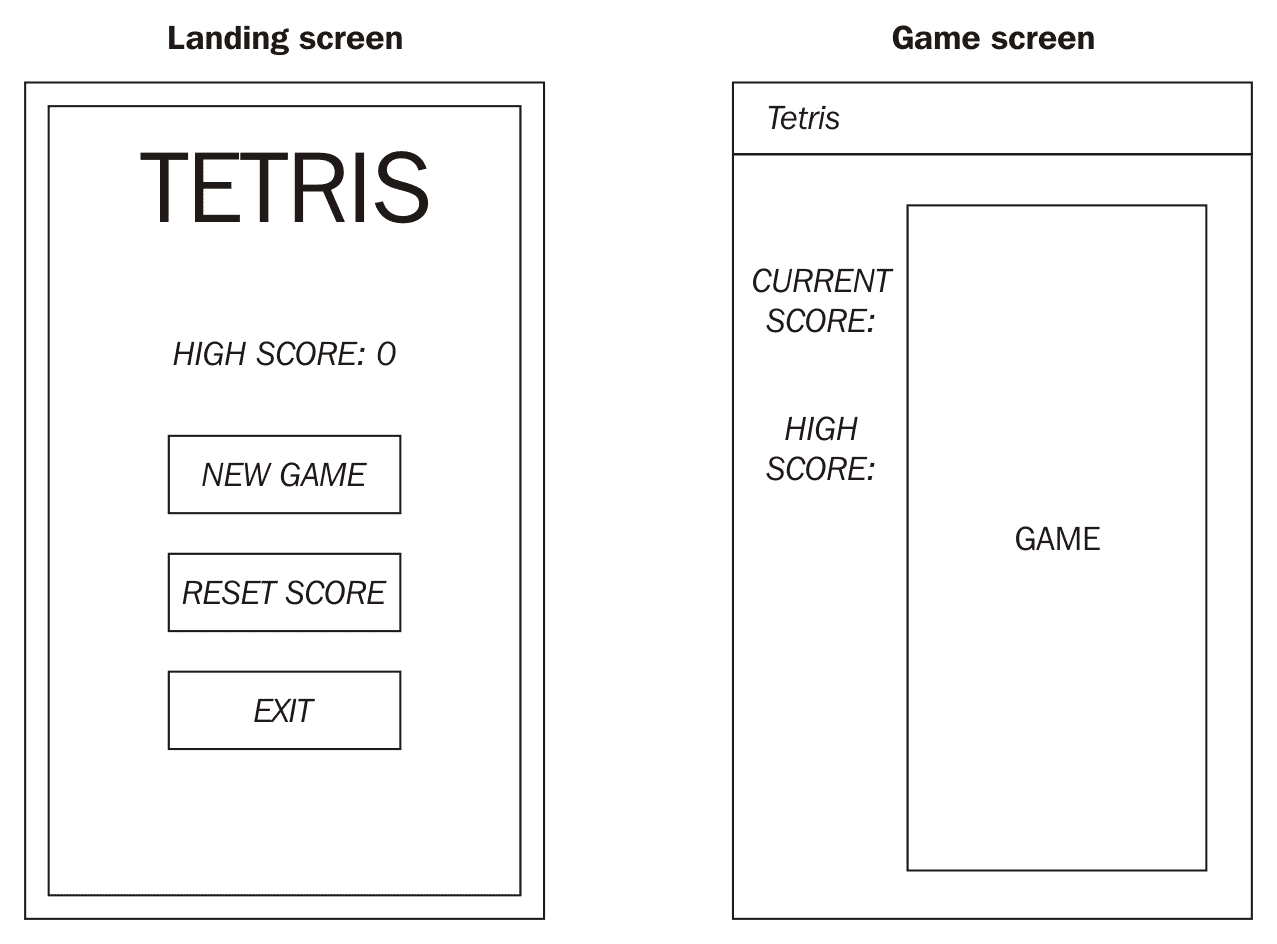 Landing screen
TETRIS
HIGH SCORE: 0
NEW GAME
RESET SCORE
EXIT
Game screen
Tetris
CURRENT
SCORE:
HIGH
SCORE:
GAME